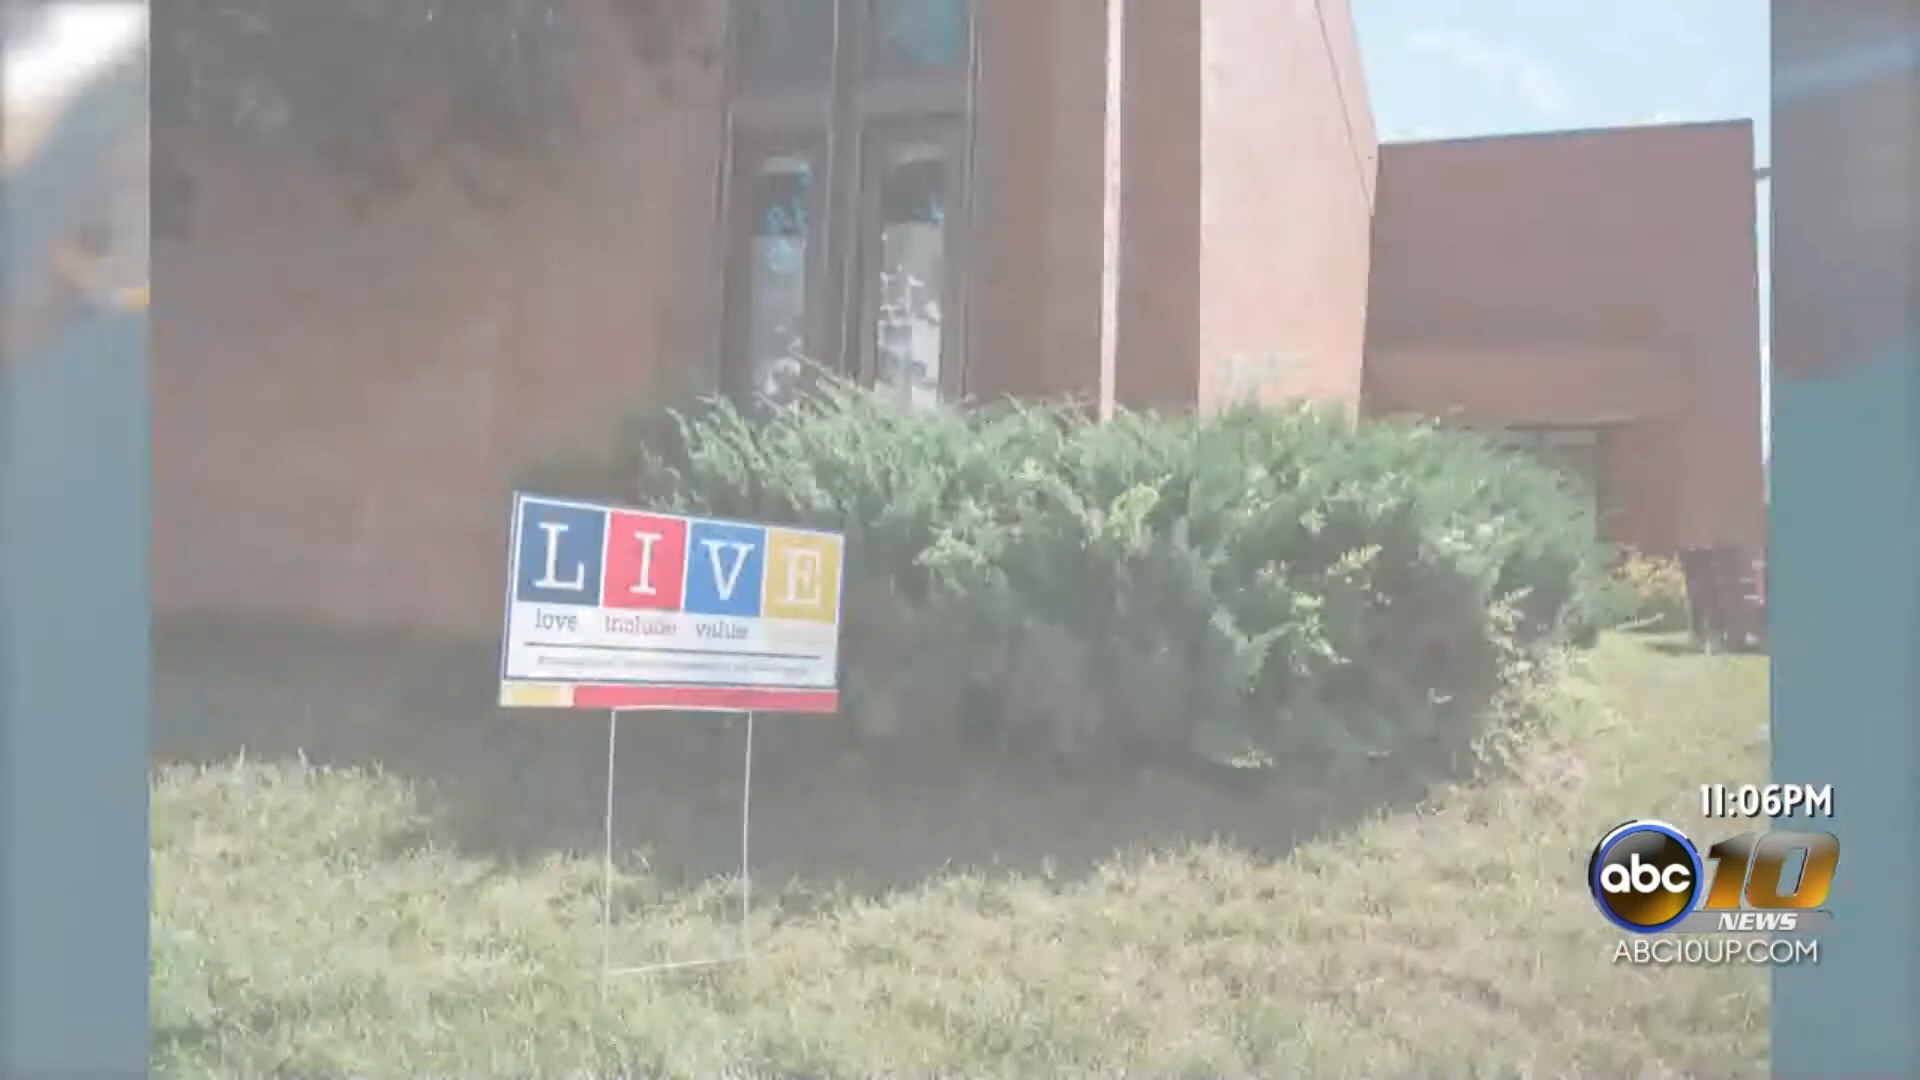 LIVE
love include value
11:06PM
abc 10
NEWS
ABC10UP.COM